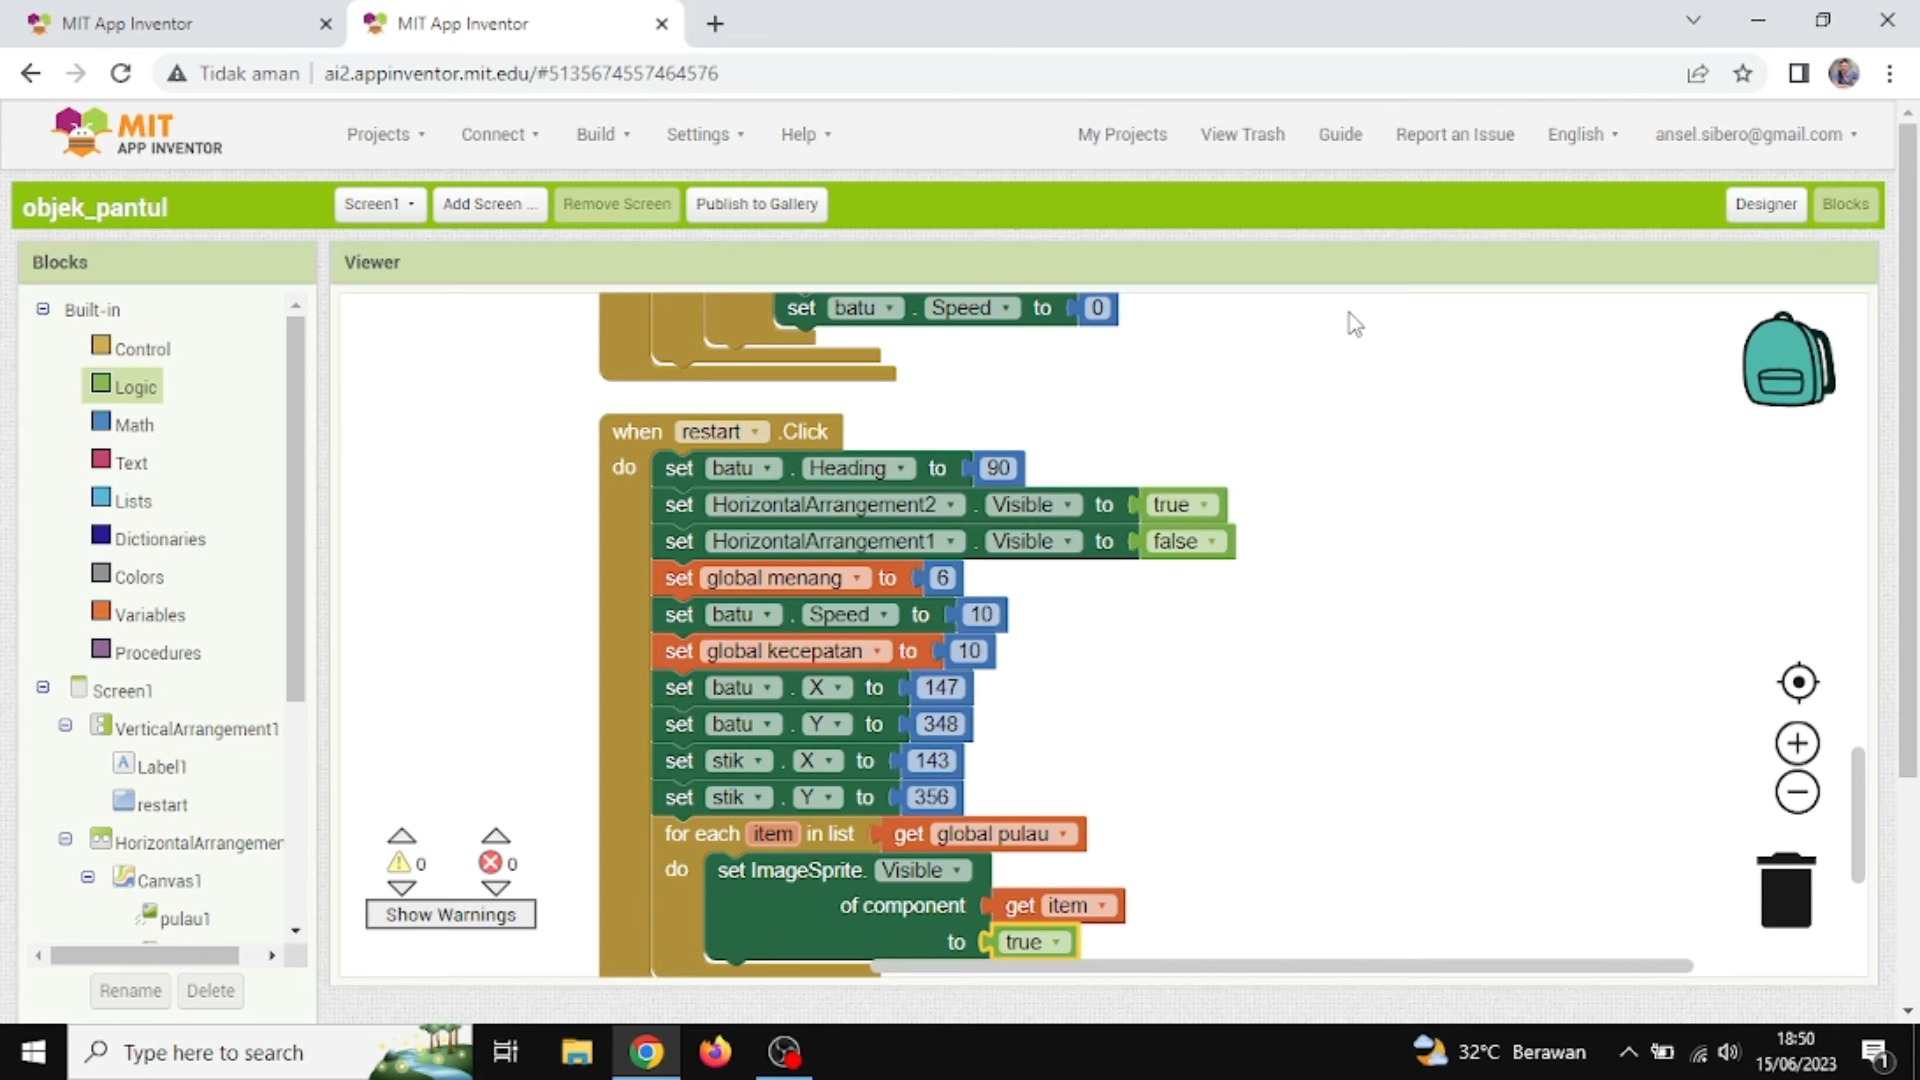 MIT App Inventor
MIT App Inventor
Tidak aman
ai2.appinventor.mit.edu/#5135674557464576
MIT
APP INVENTOR
Projects
Connect
Build
Settings
Help
My Projects
View Trash
Guide
Report an Issue
English
ansel.sibero@gmail.com
objek_pantul
Screen1
Add Screen ...
Remove Screen
Publish to Gallery
Designer
Blocks
Blocks
Viewer
Built-in
Control
Logic
Math
Text
Lists
Dictionaries
Colors
Variables
Procedures
Screen1
VerticalArrangement1
Label1
restart
HorizontalArrangemer
Canvas1
pulau1
Rename
Delete
set batu . Speed to 0
when restart .Click
do set batu . Heading to 90
set HorizontalArrangement2 . Visible to true
set HorizontalArrangement1 . Visible to false
set global menang to 6
set batu . Speed to 10
set global kecepatan to 10
set batu . X to 147
set batu . Y to 348
set stik . X to 143
set stik . Y to 356
for each item in list get global pulau
do set ImageSprite. Visible
of component get item
to true
0
0
Show Warnings
Type here to search
32°C Berawan
18:50
15/06/2023
1